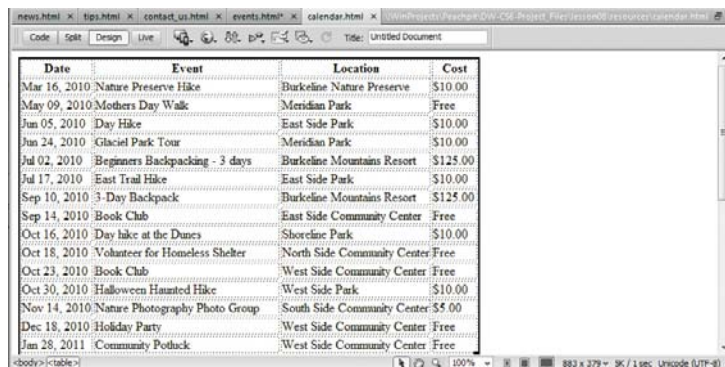 news.html × tips.html × contact_us.html × events.html* × calendar.html ×
Code Split Design Live Title: Untitled Document
Date Event Location Cost
Mar 16, 2010 Nature Preserve Hike Burkeline Nature Preserve $10.00
May 09, 2010 Mothers Day Walk Meridian Park Free
Jun 05, 2010 Day Hike East Side Park $10.00
Jun 24, 2010 Glaciel Park Tour Meridian Park $10.00
Jul 02, 2010 Beginners Backpacking - 3 days Burkeline Mountains Resort $125.00
Jul 17, 2010 East Trail Hike East Side Park $10.00
Sep 10, 2010 3-Day Backpack Burkeline Mountains Resort $125.00
Sep 14, 2010 Book Club East Side Community Center Free
Oct 16, 2010 Day hike at the Dunes Shoreline Park $10.00
Oct 18, 2010 Volunteer for Homeless Shelter North Side Community Center Free
Oct 23, 2010 Book Club West Side Community Center Free
Oct 30, 2010 Halloween Haunted Hike West Side Park $10.00
Nov 14, 2010 Nature Photography Photo Group South Side Community Center $5.00
Dec 18, 2010 Holiday Party West Side Community Center Free
Jan 28, 2011 Community Potluck West Side Community Center Free
<body> <table> 100% 883 x 379 5K / 1 sec Unicode (UTF-8)